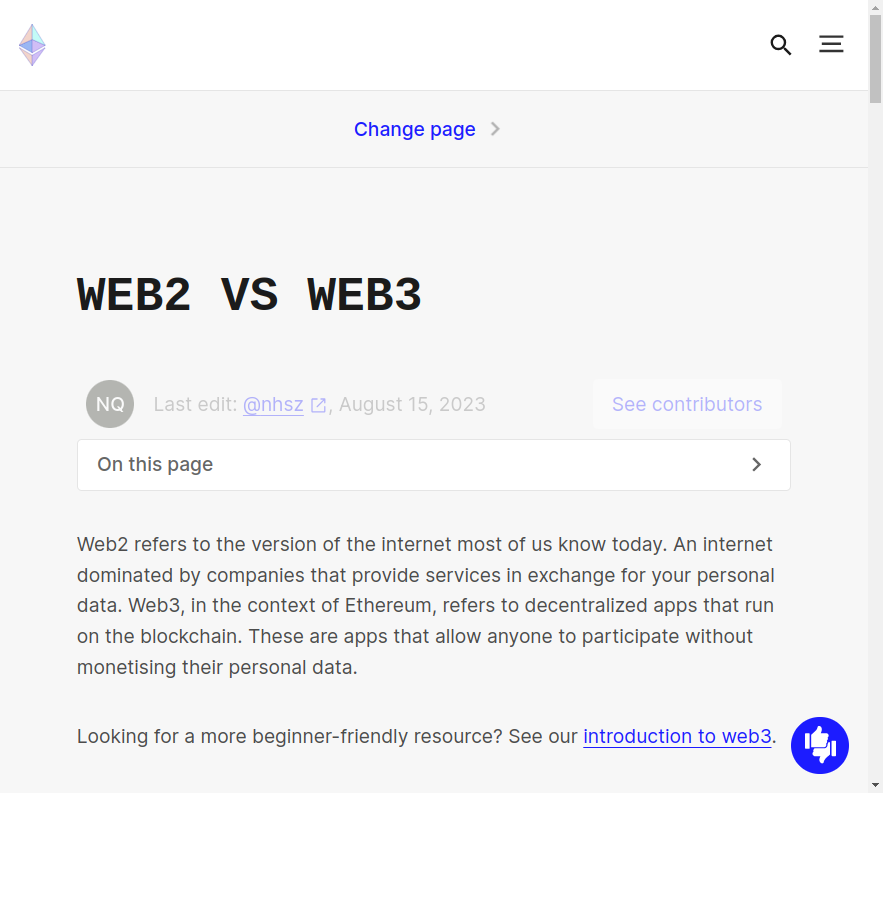 Change page
WEB2 VS WEB3
NQ
Last edit: @nhsz, August 15, 2023
See contributors
On this page
Web2 refers to the version of the internet most of us know today. An internet
dominated by companies that provide services in exchange for your personal
data. Web3, in the context of Ethereum, refers to decentralized apps that run
on the blockchain. These are apps that allow anyone to participate without
monetising their personal data.
Looking for a more beginner-friendly resource? See our introduction to web3.